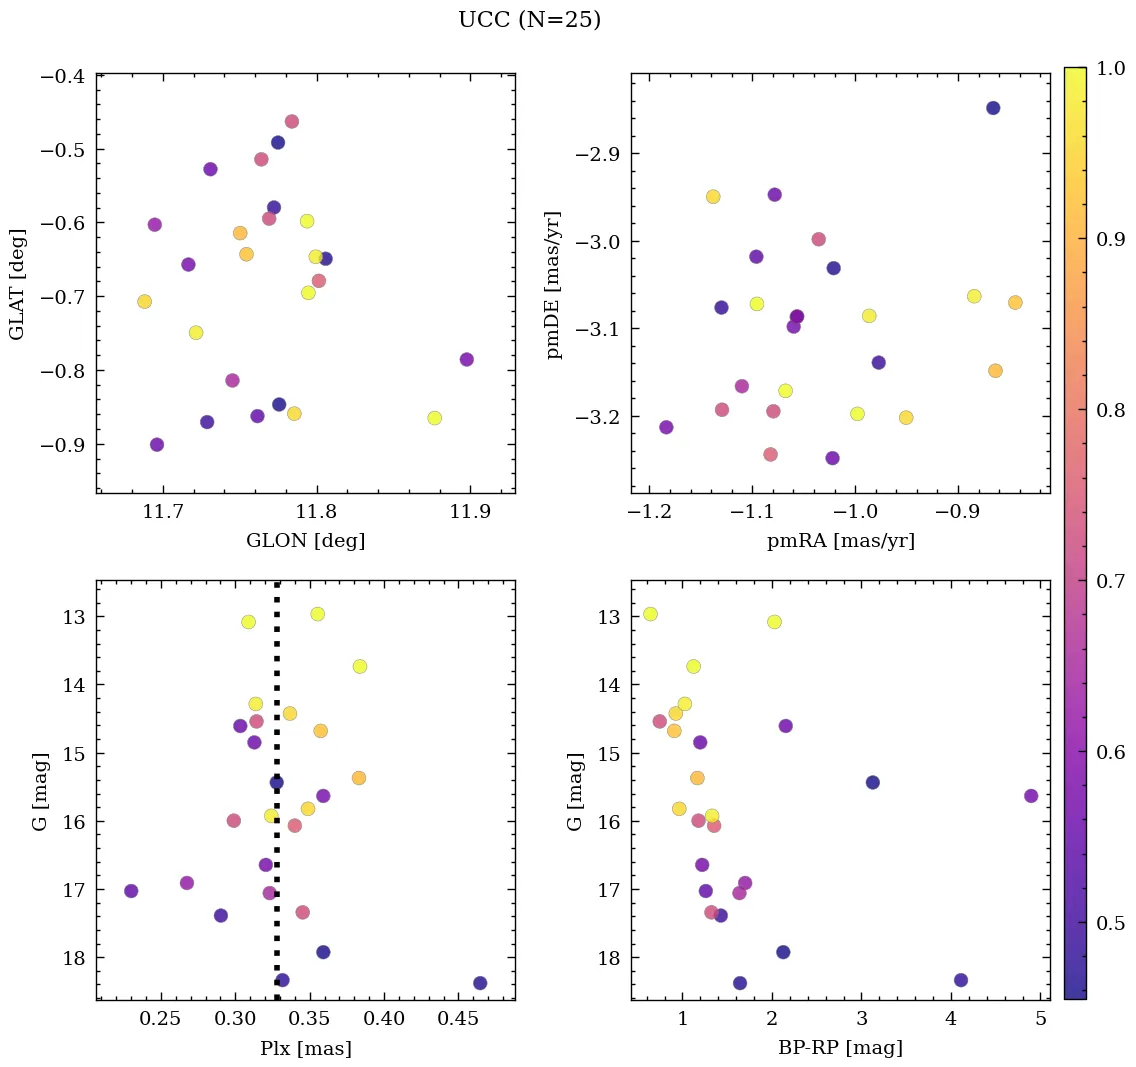 UCC (N=25)
−0.4
−0.5
−0.6
−0.7
−0.8
−0.9
GLAT [deg]
11.7 11.8 11.9
GLON [deg]
−2.9
−3.0
−3.1
−3.2
pmDE [mas/yr]
−1.2 −1.1 −1.0 −0.9
pmRA [mas/yr]
13
14
15
16
17
18
G [mag]
0.25 0.30 0.35 0.40 0.45
Plx [mas]
13
14
15
16
17
18
G [mag]
1 2 3 4 5
BP-RP [mag]
1.0
0.9
0.8
0.7
0.6
0.5